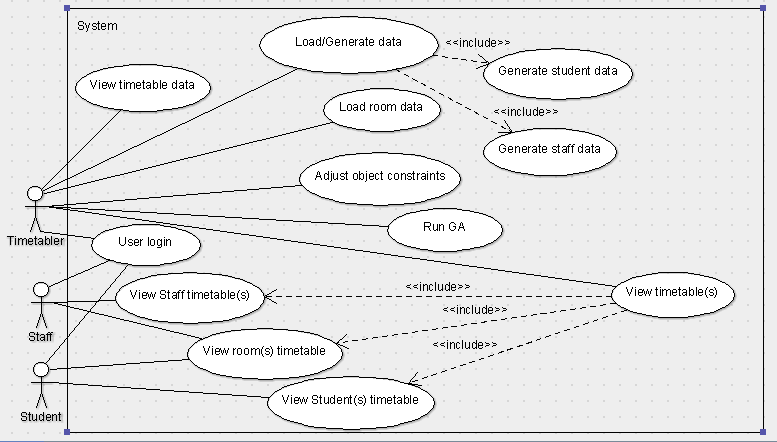 System
Load/Generate data
<<include>>
Generate student data
View timetable data
Load room data
<<include>>
Generate staff data
Adjust object constraints
Run GA
Timetabler
User login
View Staff timetable(s)
<<include>>
View timetable(s)
<<include>>
Staff
View room(s) timetable
<<include>>
View Student(s) timetable
Student